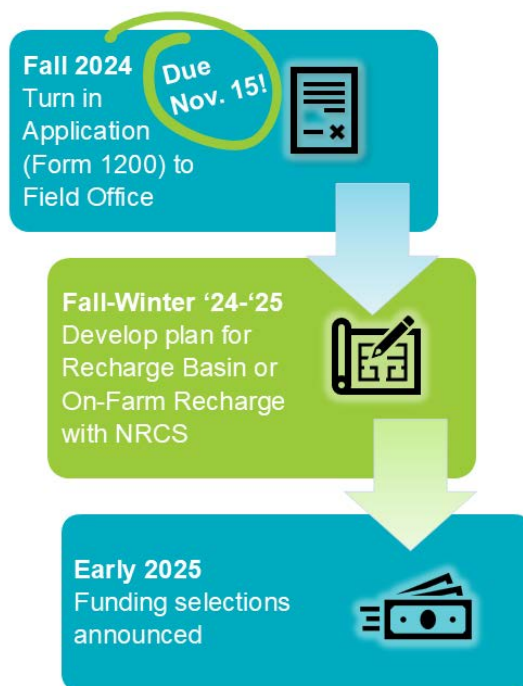 Fall 2024
Turn in
Application
(Form 1200) to
Field Office
Due
Nov. 15!
Fall-Winter ‘24-‘25
Develop plan for
Recharge Basin or
On-Farm Recharge
with NRCS
Early 2025
Funding selections
announced